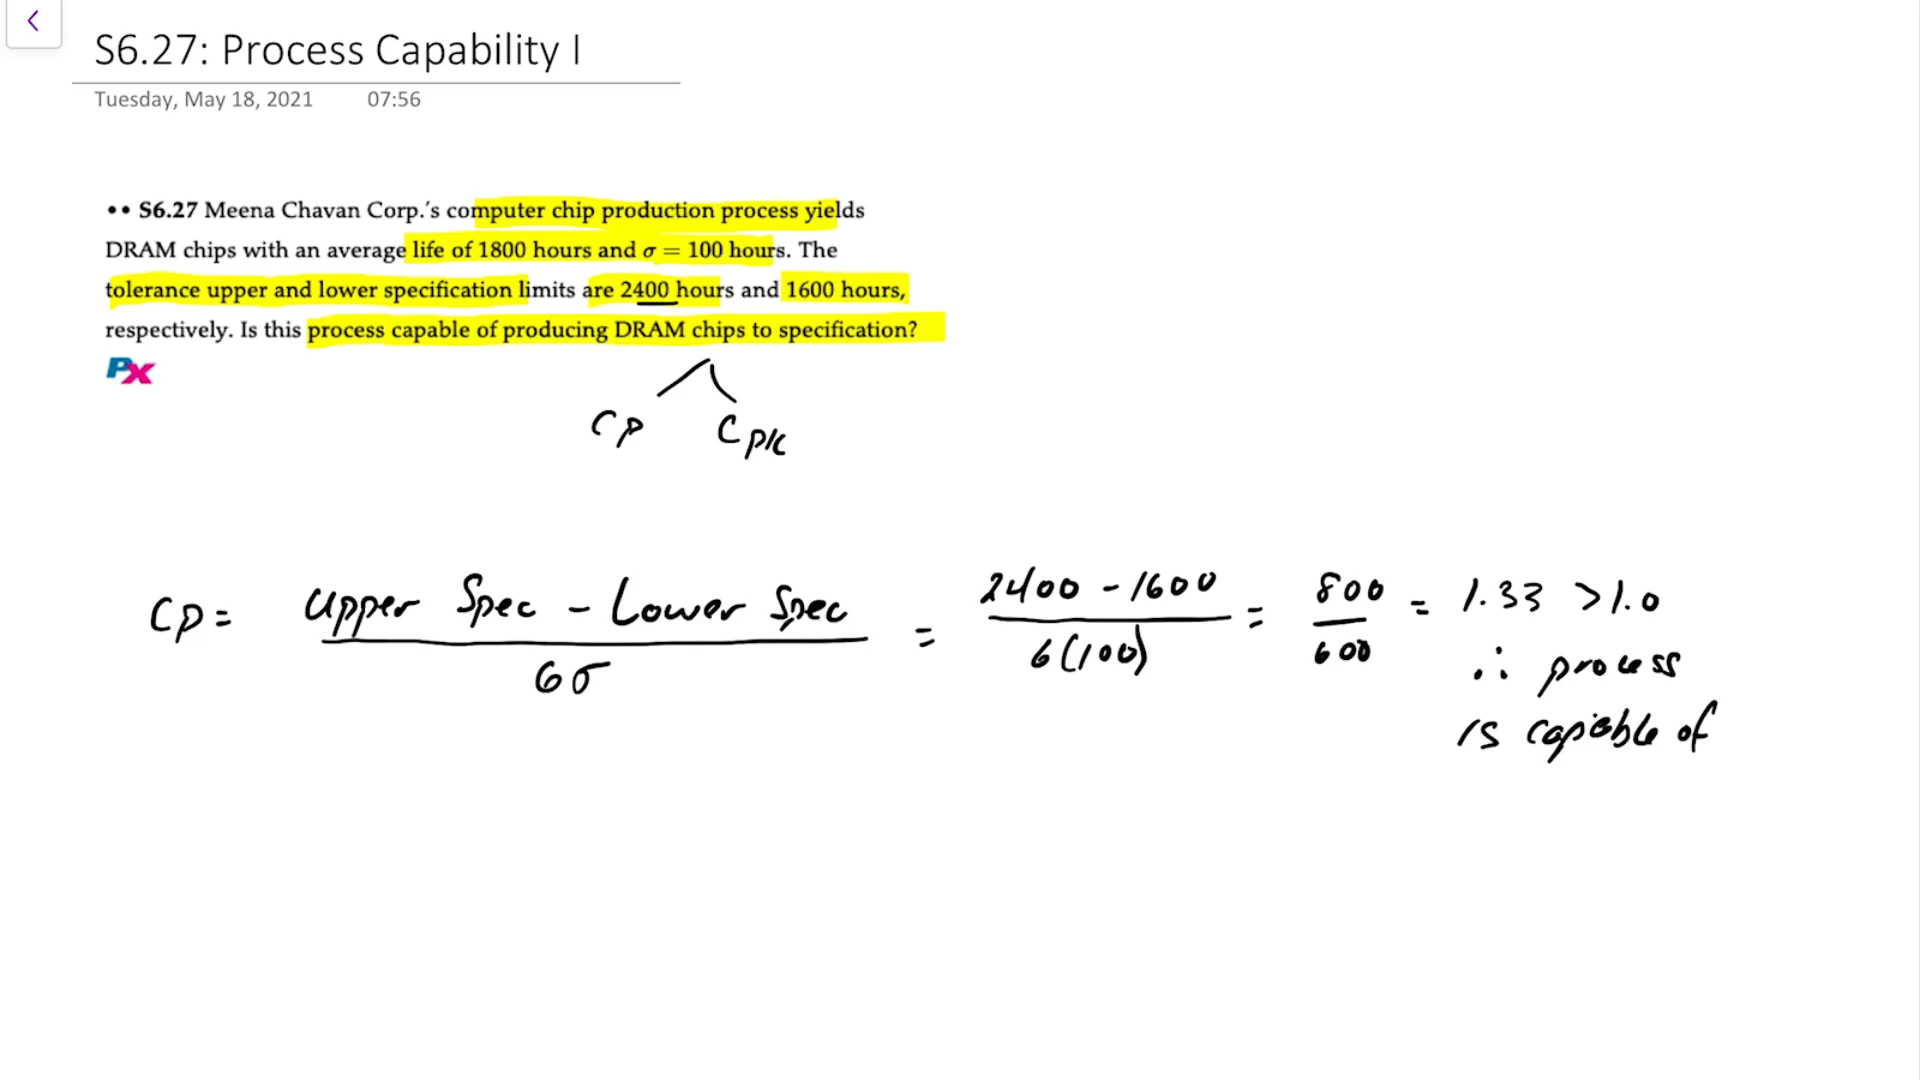 S6.27: Process Capability I
Tuesday, May 18, 2021 07:56
•• S6.27 Meena Chavan Corp.'s computer chip production process yields
DRAM chips with an average life of 1800 hours and σ = 100 hours. The
tolerance upper and lower specification limits are 2400 hours and 1600 hours,
respectively. Is this process capable of producing DRAM chips to specification?
PX
Cp Cpk
Cp = Upper Spec - Lower Spec / 6σ = 2400 - 1600 / 6(100) = 800 / 600 = 1.33 > 1.0
∴ process
is capable of